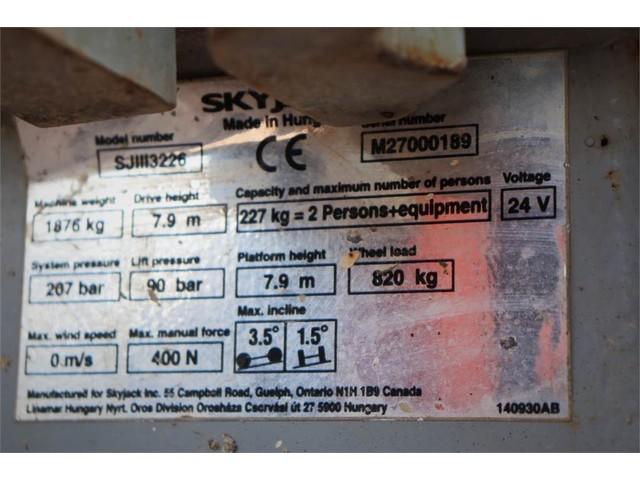 SKYJ
Made in Hung
Model number
SJIII3226
CE
Serial number
M27000189
Machine weight
1876 kg
Drive height
7.9 m
Capacity and maximum number of persons
227 kg = 2 Persons+equipment
Voltage
24 V
System pressure
207 bar
Lift pressure
90 bar
Platform height
7.9 m
Wheel load
820 kg
Max. wind speed
0 m/s
Max. manual force
400 N
Max. incline
3.5° 1.5°
Manufactured for Skyjack Inc. 55 Campbell Road, Guelph, Ontario N1H 1B9 Canada
Linamar Hungary Nyrt. Oros Division Orosháza Csorvási út 27 5900 Hungary
140930AB